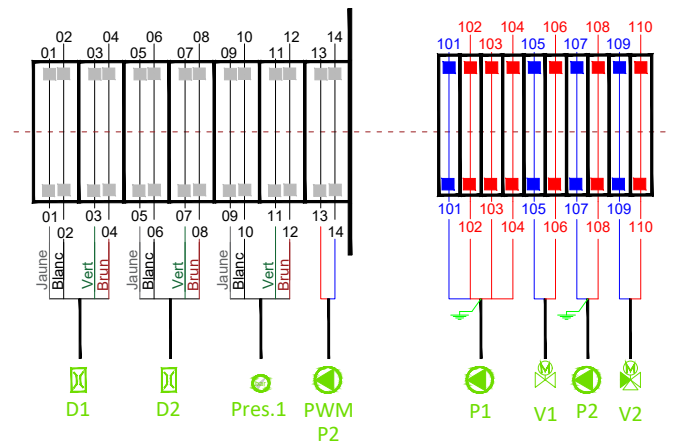 02 04 06 08 10 12 14
01 03 05 07 09 11 13
102 104 106 108 110
101 103 105 107 109
01 03 05 07 09 11 13
02 04 06 08 10 12 14
101 103 105 107 109
102 104 106 108 110
Jaune Blanc Vert Brun Jaune Blanc Vert Brun Jaune Blanc Vert Brun
M M
D1 D2 Pres.1 PWM P1 V1 P2 V2
P2